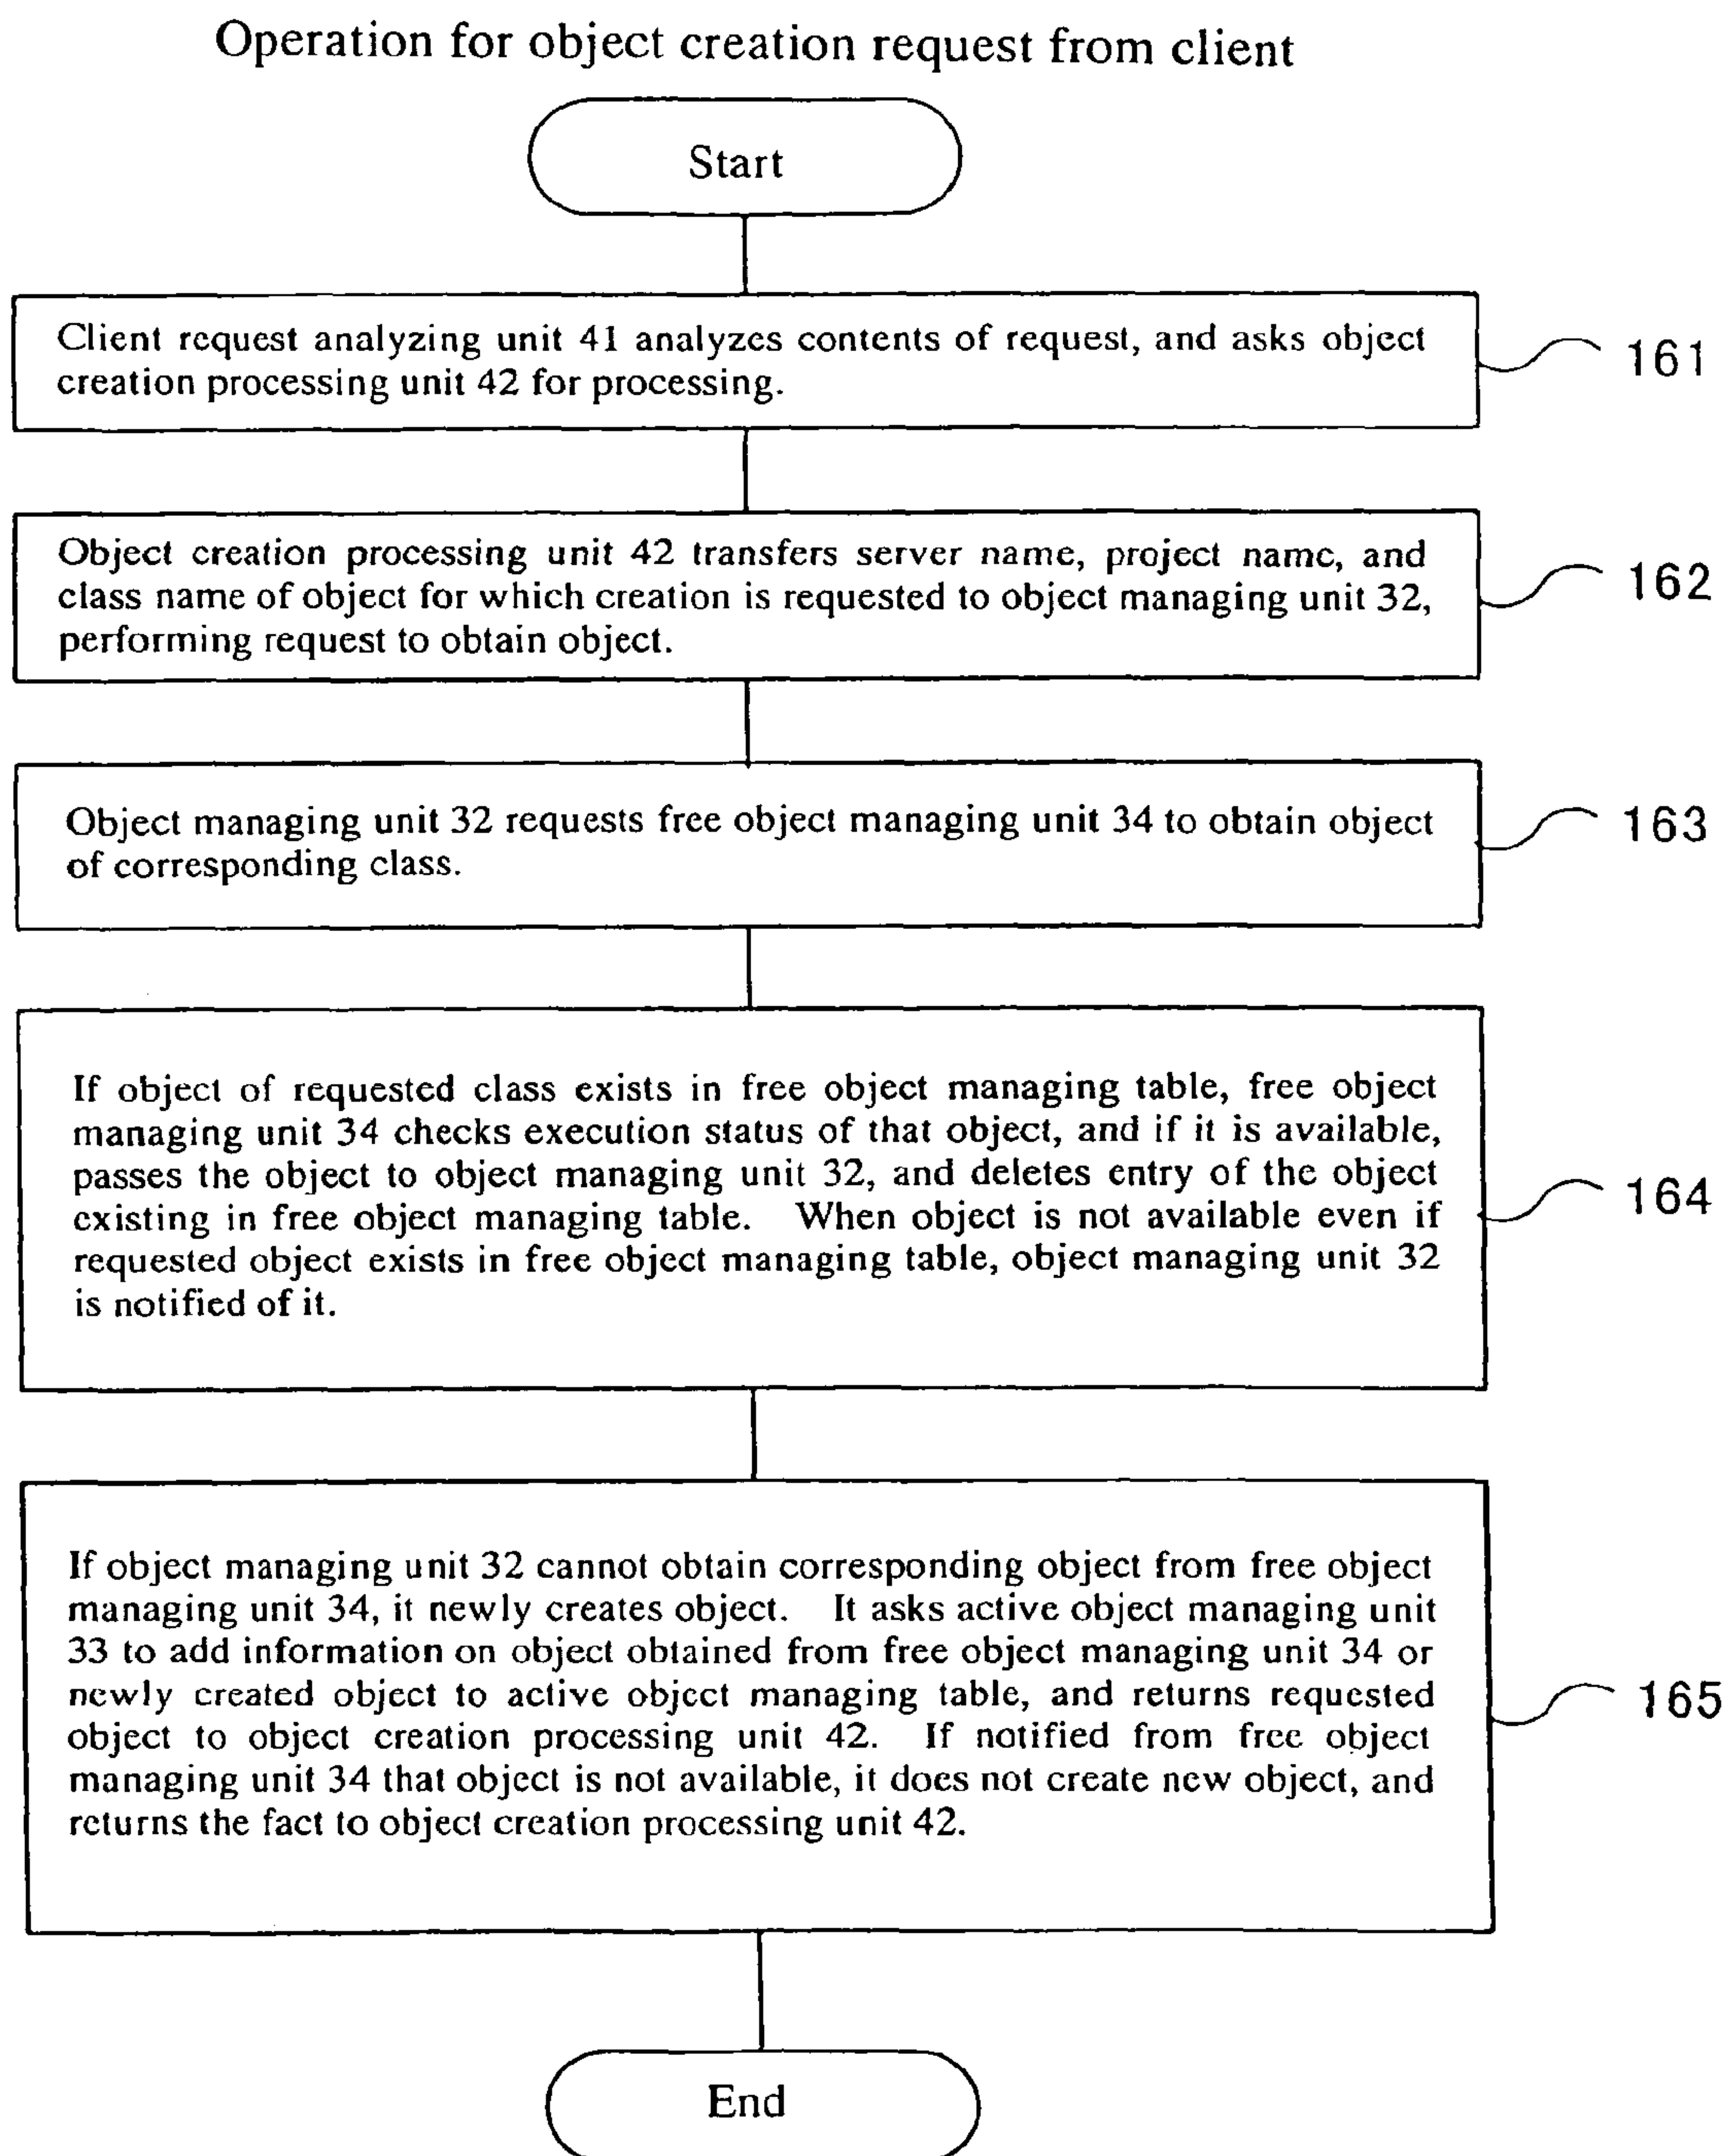 Operation for object creation request from client
Start
Client request analyzing unit 41 analyzes contents of request, and asks object
creation processing unit 42 for processing.
161
Object creation processing unit 42 transfers server name, project name, and
class name of object for which creation is requested to object managing unit 32,
performing request to obtain object.
162
Object managing unit 32 requests free object managing unit 34 to obtain object
of corresponding class.
163
If object of requested class exists in free object managing table, free object
managing unit 34 checks execution status of that object, and if it is available,
passes the object to object managing unit 32, and deletes entry of the object
existing in free object managing table. When object is not available even if
requested object exists in free object managing table, object managing unit 32
is notified of it.
164
If object managing unit 32 cannot obtain corresponding object from free object
managing unit 34, it newly creates object. It asks active object managing unit
33 to add information on object obtained from free object managing unit 34 or
newly created object to active object managing table, and returns requested
object to object creation processing unit 42. If notified from free object
managing unit 34 that object is not available, it does not create new object, and
returns the fact to object creation processing unit 42.
165
End